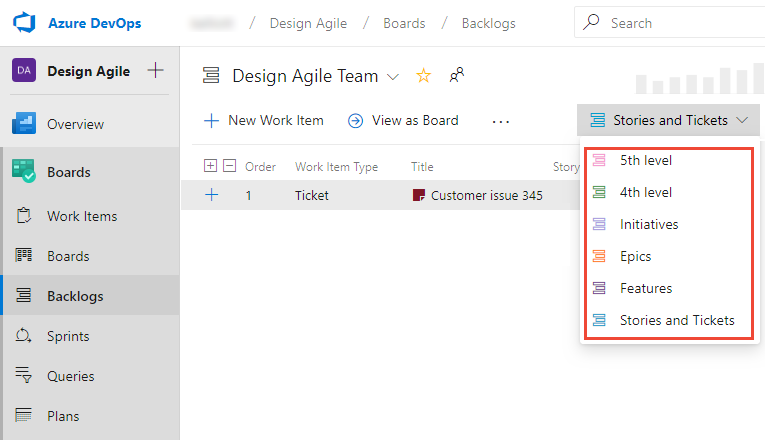 Azure DevOps
/ Design Agile / Boards / Backlogs
Search
DA Design Agile
Design Agile Team
Overview
New Work Item
View as Board
...
Stories and Tickets
Order
Work Item Type
Title
Story
1
Ticket
Customer issue 345
5th level
4th level
Initiatives
Epics
Features
Stories and Tickets
Boards
Work Items
Boards
Backlogs
Sprints
Queries
Plans